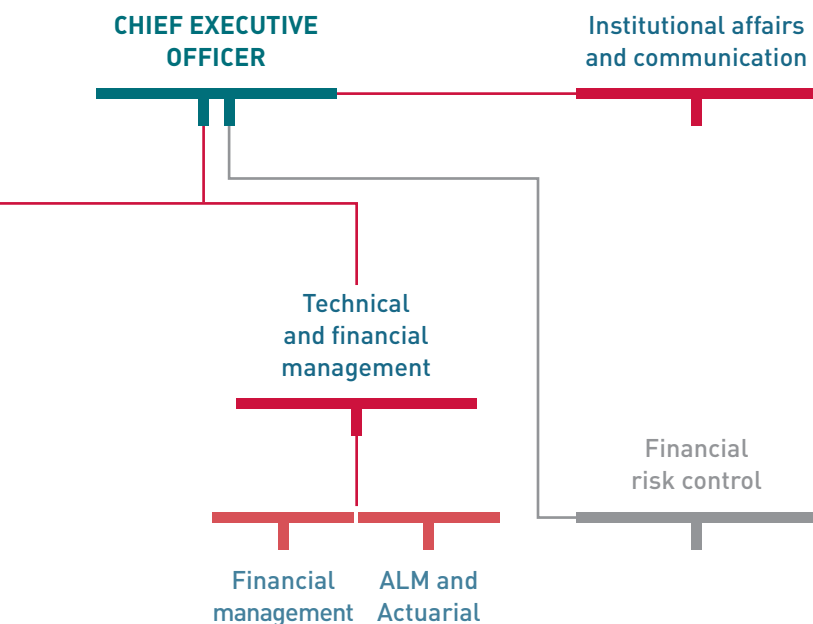 CHIEF EXECUTIVE
OFFICER
Institutional affairs
and communication
Technical
and financial
management
Financial
risk control
Financial
management
ALM and
Actuarial